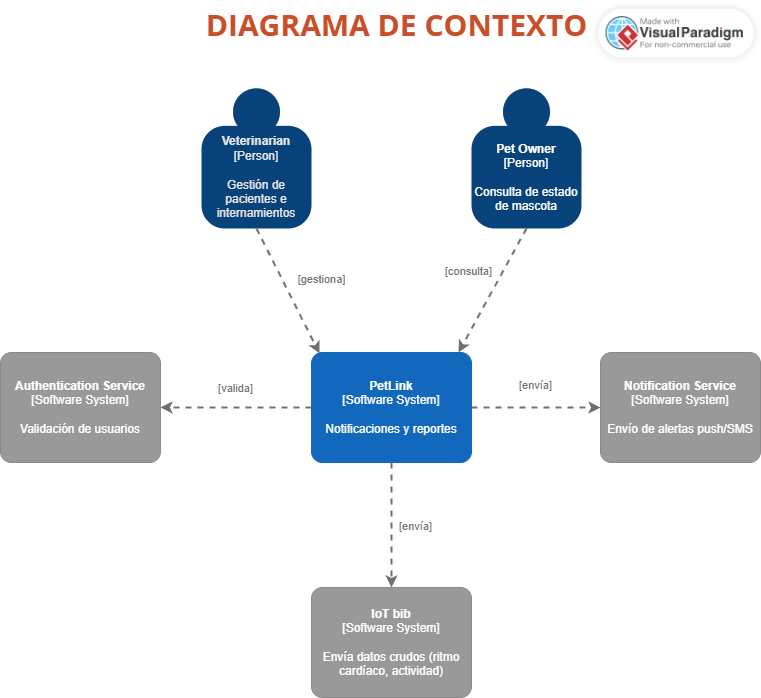 DIAGRAMA DE CONTEXTO
Made with
VisualParadigm
For non-commercial use
Veterinarian
[Person]
Gestión de
pacientes e
internamientos
Pet Owner
[Person]
Consulta de estado
de mascota
[gestiona]
[consulta]
Authentication Service
[Software System]
Validación de usuarios
[valida]
PetLink
[Software System]
Notificaciones y reportes
[envía]
Notification Service
[Software System]
Envío de alertas push/SMS
[envía]
IoT bib
[Software System]
Envía datos crudos (ritmo
cardíaco, actividad)